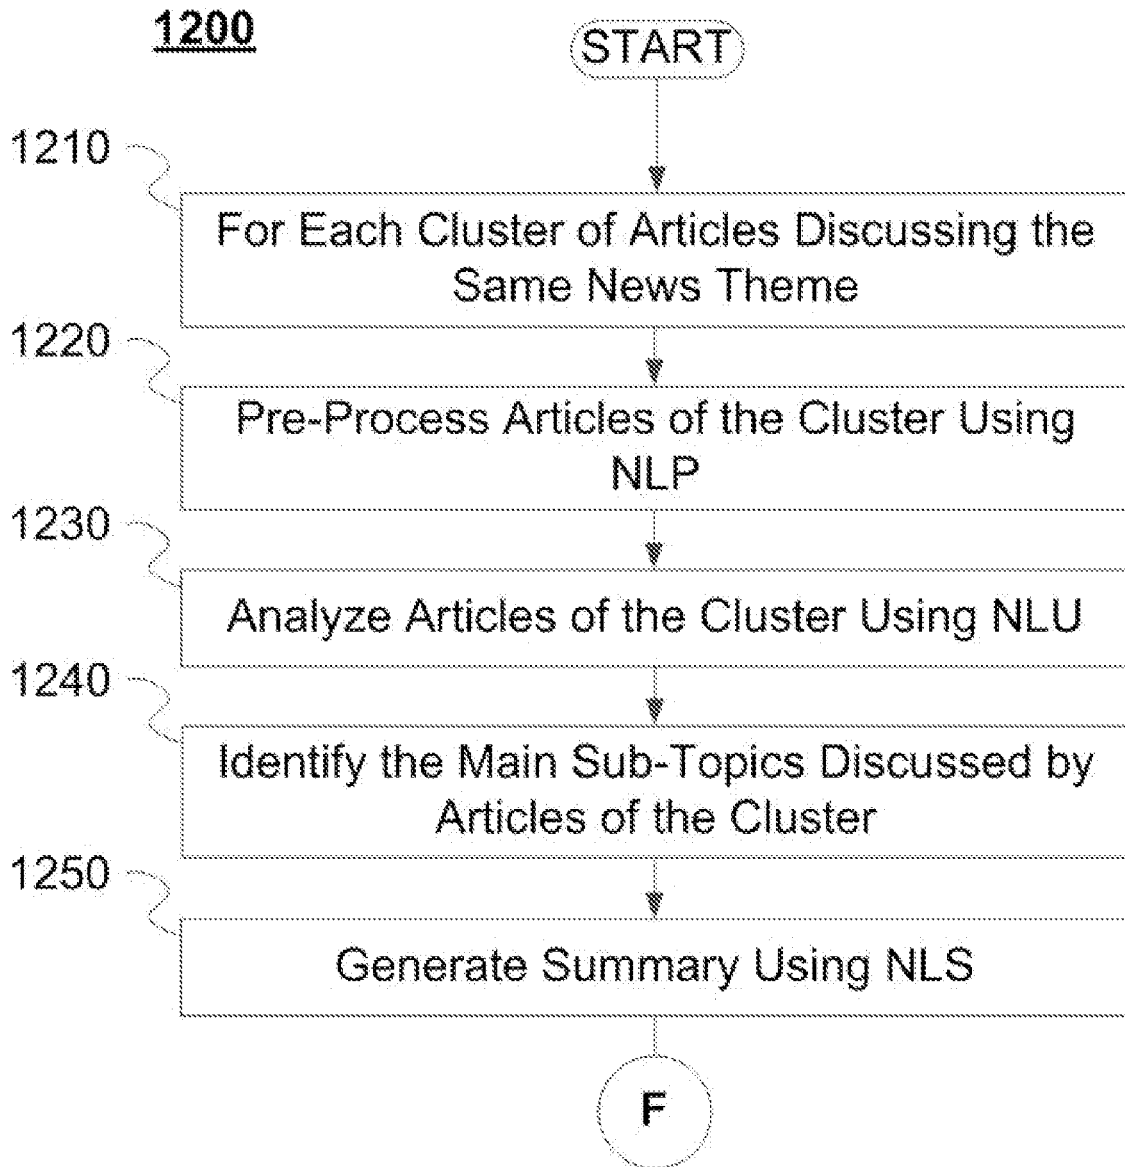 1200
START
1210
For Each Cluster of Articles Discussing the
Same News Theme
1220
Pre-Process Articles of the Cluster Using
NLP
1230
Analyze Articles of the Cluster Using NLU
1240
Identify the Main Sub-Topics Discussed by
Articles of the Cluster
1250
Generate Summary Using NLS
F